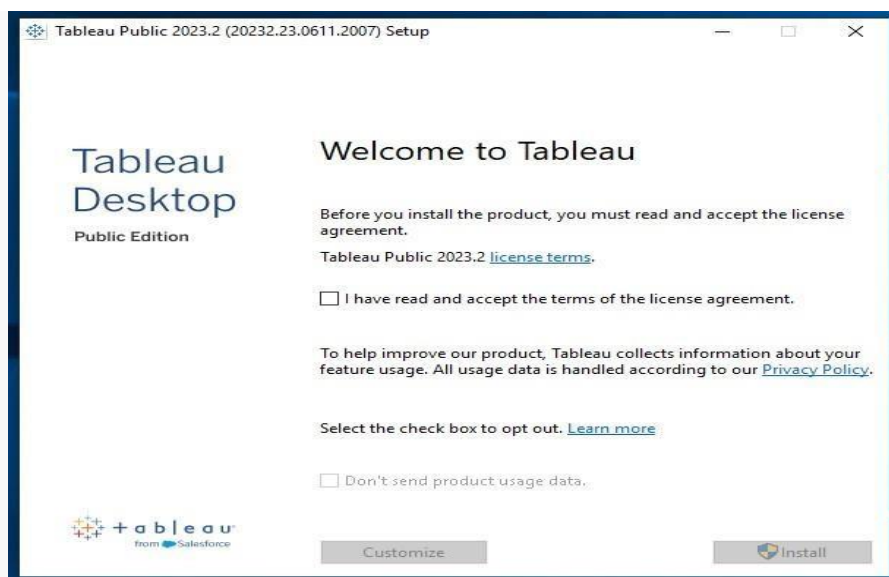 Tableau Public 2023.2 (20232.23.0611.2007) Setup
Tableau
Desktop
Public Edition
Welcome to Tableau
Before you install the product, you must read and accept the license
agreement.
Tableau Public 2023.2 license terms.
I have read and accept the terms of the license agreement.
To help improve our product, Tableau collects information about your
feature usage. All usage data is handled according to our Privacy Policy.
Select the check box to opt out. Learn more
Don't send product usage data.
+ a b l e a u
from Salesforce
Customize
Install